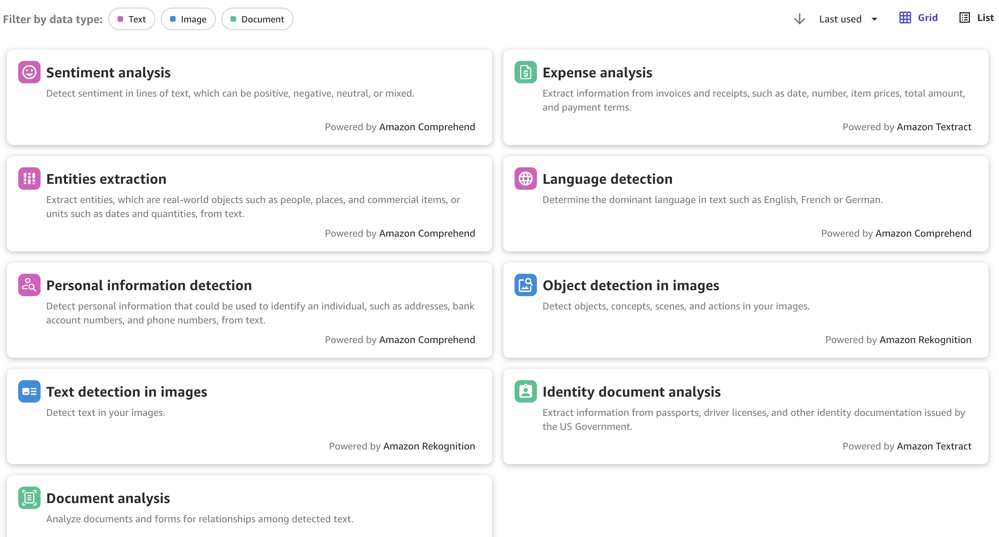 Filter by data type: Text Image Document Last used Grid List
Sentiment analysis
Detect sentiment in lines of text, which can be positive, negative, neutral, or mixed.
Powered by Amazon Comprehend
Expense analysis
Extract information from invoices and receipts, such as date, number, item prices, total amount,
and payment terms.
Powered by Amazon Textract
Entities extraction
Extract entities, which are real-world objects such as people, places, and commercial items, or
units such as dates and quantities, from text.
Powered by Amazon Comprehend
Language detection
Determine the dominant language in text such as English, French or German.
Powered by Amazon Comprehend
Personal information detection
Detect personal information that could be used to identify an individual, such as addresses, bank
account numbers, and phone numbers, from text.
Powered by Amazon Comprehend
Object detection in images
Detect objects, concepts, scenes, and actions in your images.
Powered by Amazon Rekognition
Text detection in images
Detect text in your images.
Powered by Amazon Rekognition
Identity document analysis
Extract information from passports, driver licenses, and other identity documentation issued by
the US Government.
Powered by Amazon Textract
Document analysis
Analyze documents and forms for relationships among detected text.